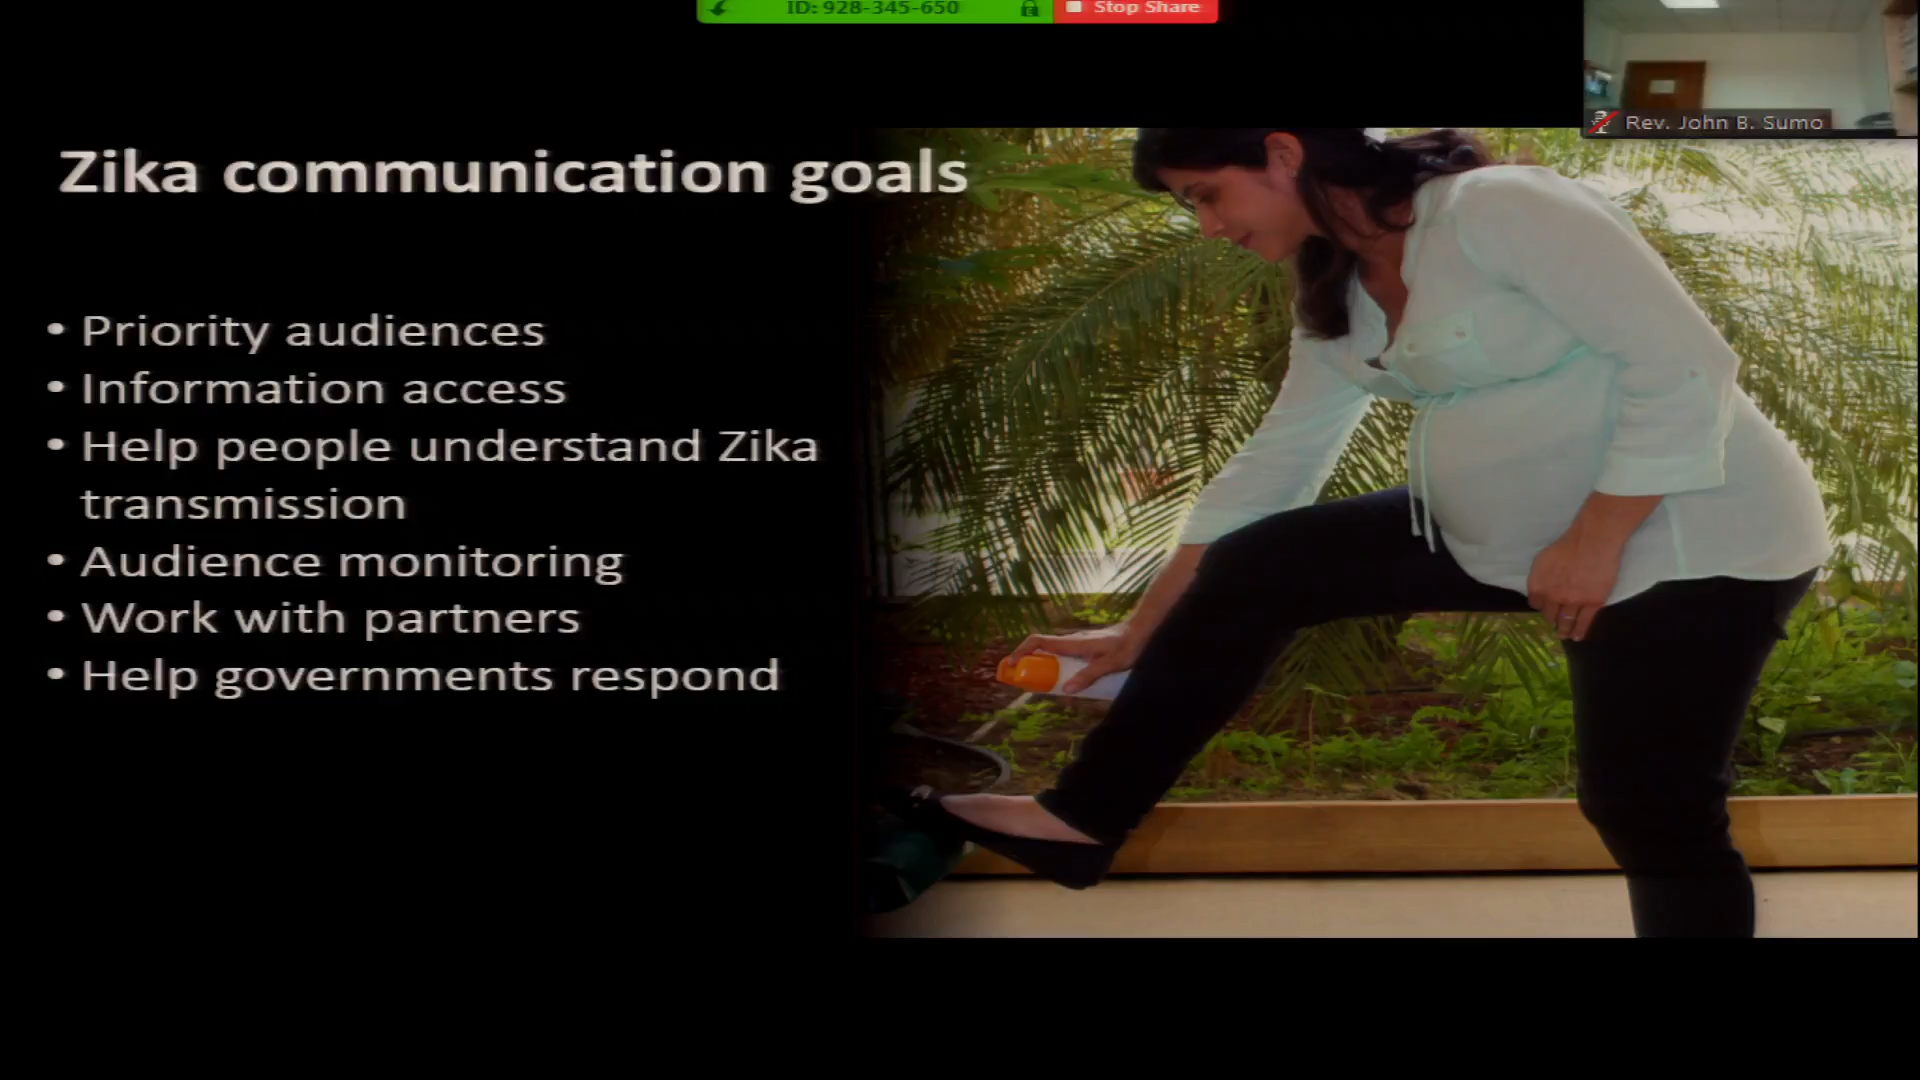 ID: 928-345-650
Stop Share
Rev. John B. Sumo
Zika communication goals
• Priority audiences
• Information access
• Help people understand Zika
transmission
• Audience monitoring
• Work with partners
• Help governments respond